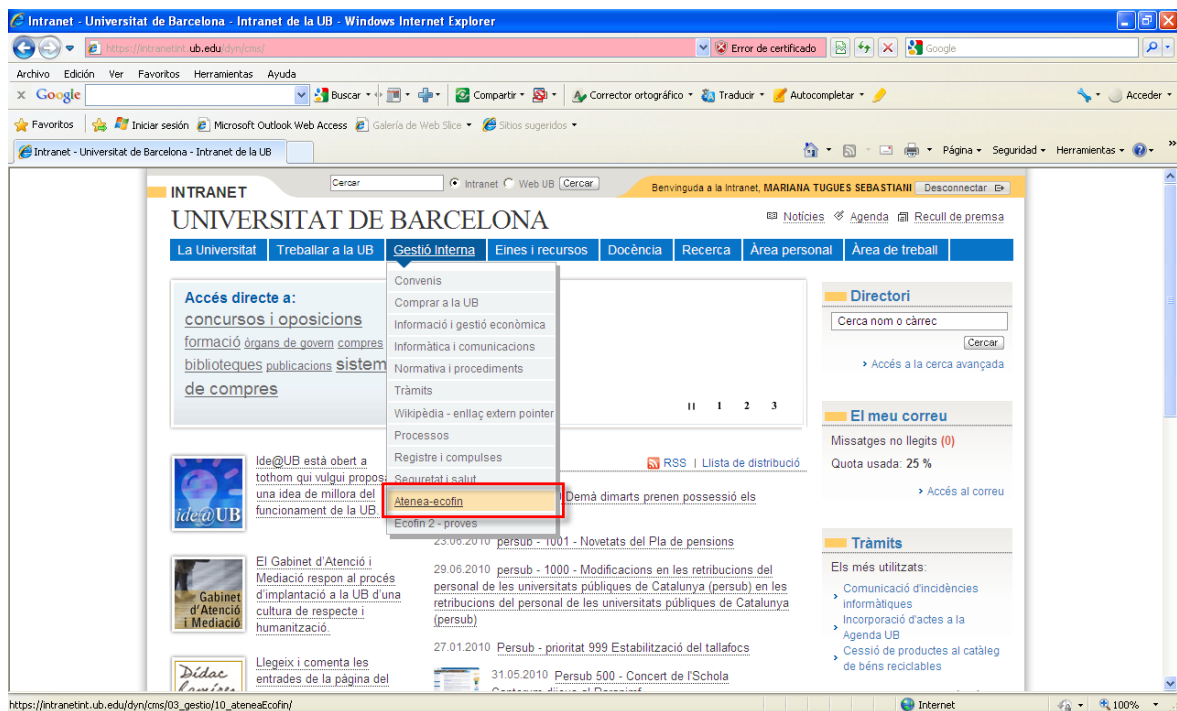 Intranet - Universitat de Barcelona - Intranet de la UB - Windows Internet Explorer
https://intranetint.ub.edu/dyn/cms/
Error de certificado
Google
Archivo Edición Ver Favoritos Herramientas Ayuda
x Google Buscar Compartir Corrector ortográfico Traducir Autocompletar Acceder
Favoritos Iniciar sesión Microsoft Outlook Web Access Galería de Web Slice Sitios sugeridos
Intranet - Universitat de Barcelona - Intranet de la UB
Página Seguridad Herramientas »
INTRANET
Cercar Intranet Web UB Cercar
Benvinguda a la Intranet, MARIANA TUGUES SEBASTIANI Desconnectar
UNIVERSITAT DE BARCELONA
Notícies Agenda Recull de premsa
La Universitat Treballar a la UB Gestió Interna Eines i recursos Docència Recerca Àrea personal Àrea de treball
Convenis
Comprar a la UB
Informació i gestió econòmica
Informàtica i comunicacions
Normativa i procediments
Tràmits
Wikipèdia - enllaç extern pointer
Processos
Registre i compulses
Seguretat i salut
Atenea-ecofin
Ecofin 2 - proves
Accés directe a:
concursos i oposicions
formació òrgans de govern compres
biblioteques publicacions sistem
de compres
1 2 3
Ide@UB està obert a
tothom qui vulgui propos
una idea de millora del
funcionament de la UB.
ide@UB
El Gabinet d'Atenció i
Mediació respon al procés
d'implantació a la UB d'una
cultura de respecte i
humanització.
Gabinet
d'Atenció
i Mediació
Llegeix i comenta les
entrades de la pàgina del
Dídac
RSS | Llista de distribució
Demà dimarts prenen possessió els
23.06.2010 persub - 1001 - Novetats del Pla de pensions
29.06.2010 persub - 1000 - Modificacions en les retribucions del
personal de les universitats públiques de Catalunya (persub) en les
retribucions del personal de les universitats públiques de Catalunya
(persub)
27.01.2010 Persub - prioritat 999 Establització del tallafocs
31.05.2010 Persub 500 - Concert de l'Schola
Directori
Cerca nom o càrrec
Cercar
Accés a la cerca avançada
El meu correu
Missatges no llegits (0)
Quota usada: 25 %
Accés al correu
Tràmits
Els més utilitzats:
Comunicació d'incidències
informàtiques
Incorporació d'actes a la
Agenda UB
Cessió de productes al catàleg
de béns reciclables
https://intranetint.ub.edu/dyn/cms/03_gestio/10_ateneaEcofin/
Internet 100%